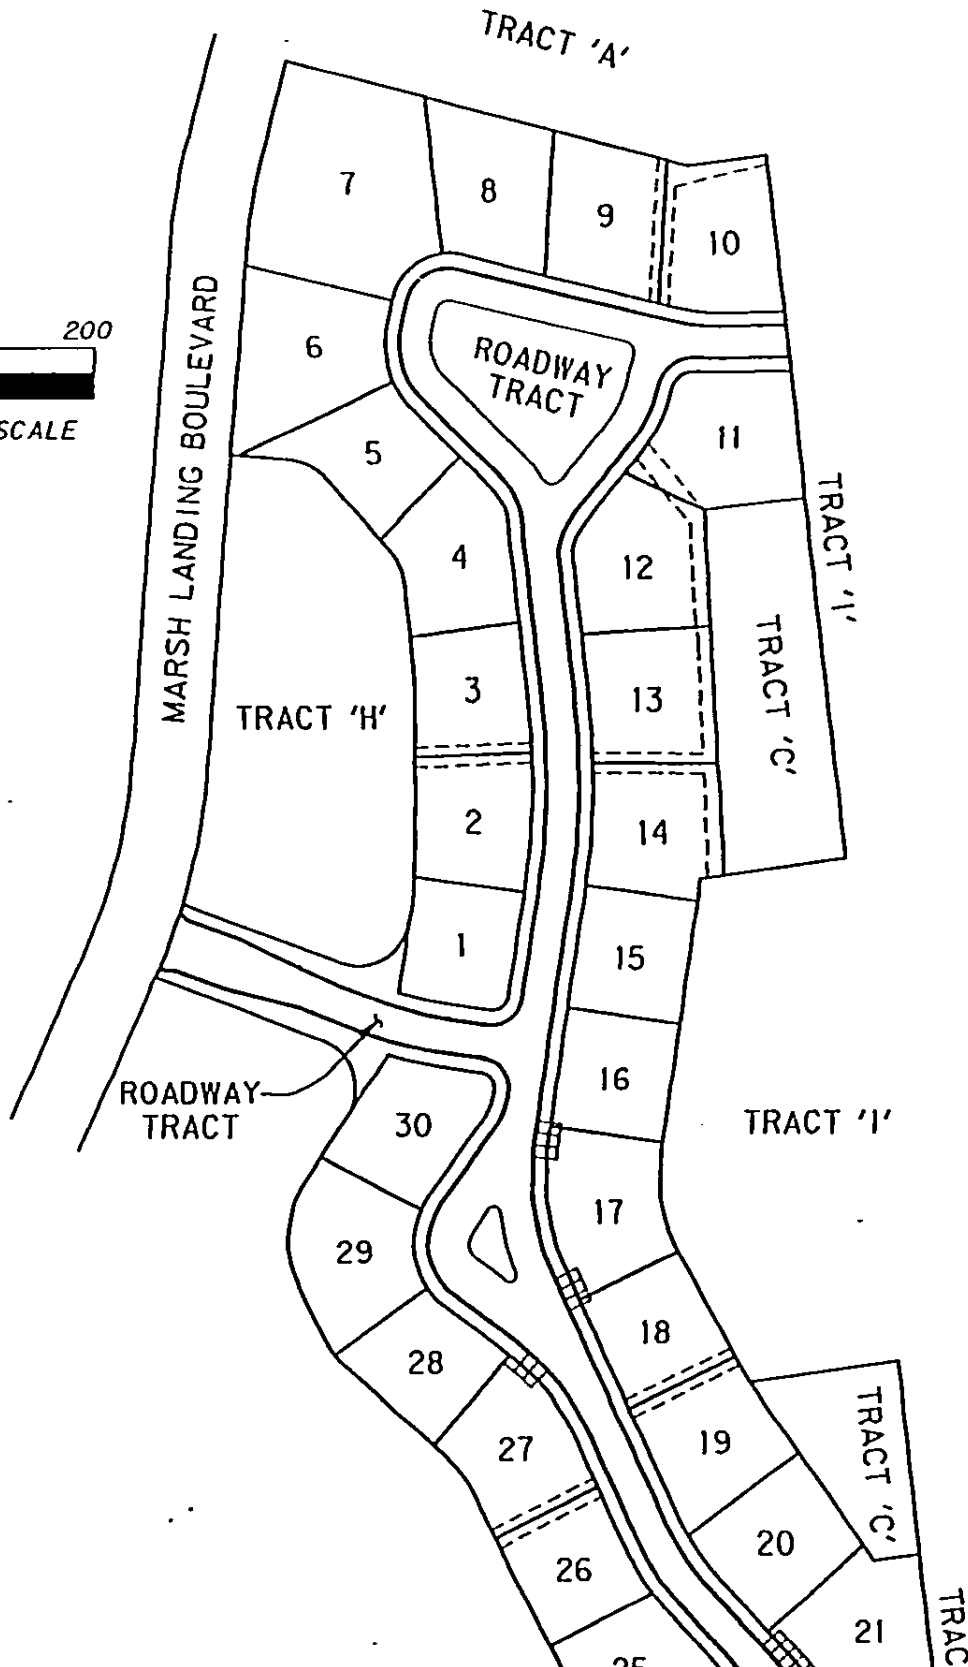 TRACT 'A'
7
8
9
10
200
SCALE
MARSH LANDING BOULEVARD
6
ROADWAY
TRACT
5
11
4
12
TRACT 'I'
3
13
TRACT 'H'
TRACT 'C'
2
14
1
15
16
ROADWAY
TRACT
30
TRACT 'I'
17
29
18
28
19
27
TRACT 'C'
20
26
21
25
TRAC